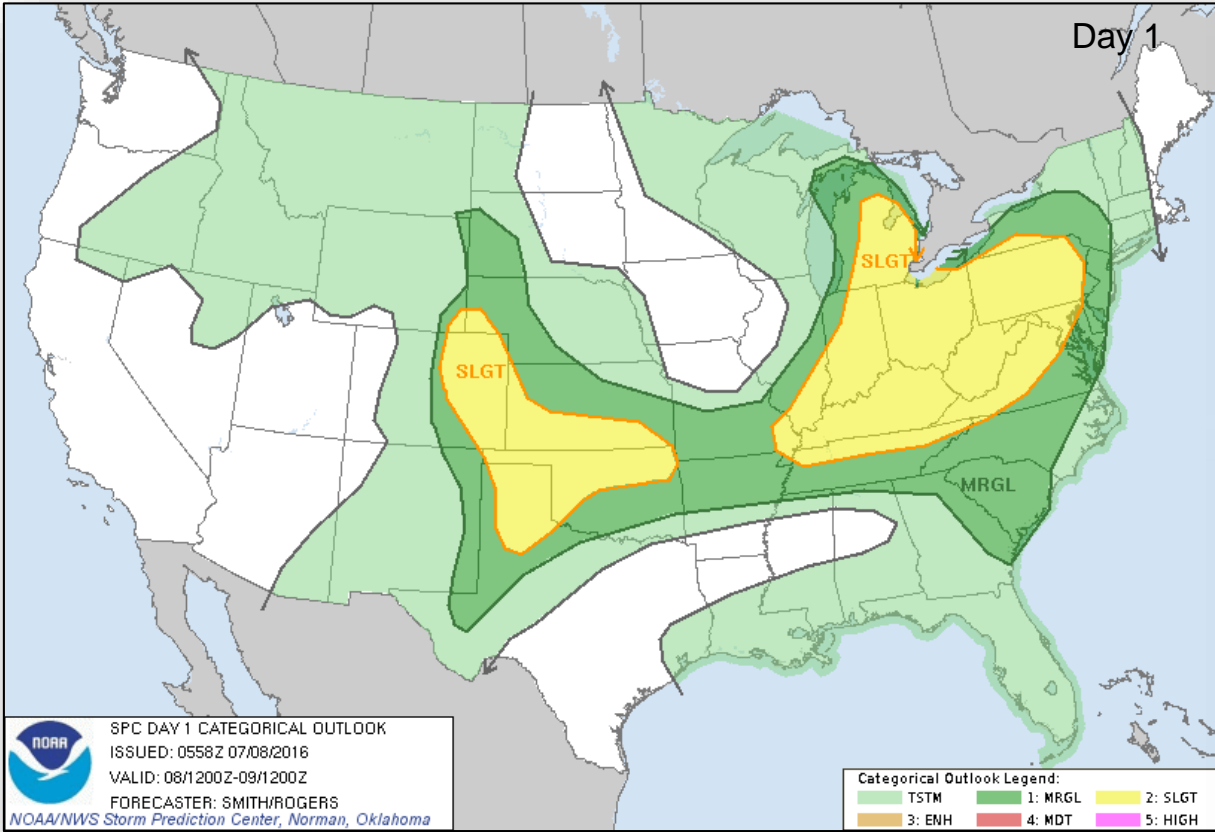 Day 1
SLGT
SLGT
MRGL
NOAA
SPC DAY 1 CATEGORICAL OUTLOOK
ISSUED: 0558Z 07/08/2016
VALID: 08/1200Z-09/1200Z
FORECASTER: SMITH/ROGERS
NOAA/NWS Storm Prediction Center, Norman, Oklahoma
Categorical Outlook Legend:
TSTM 1: MRGL 2: SLGT
3: ENH 4: MDT 5: HIGH